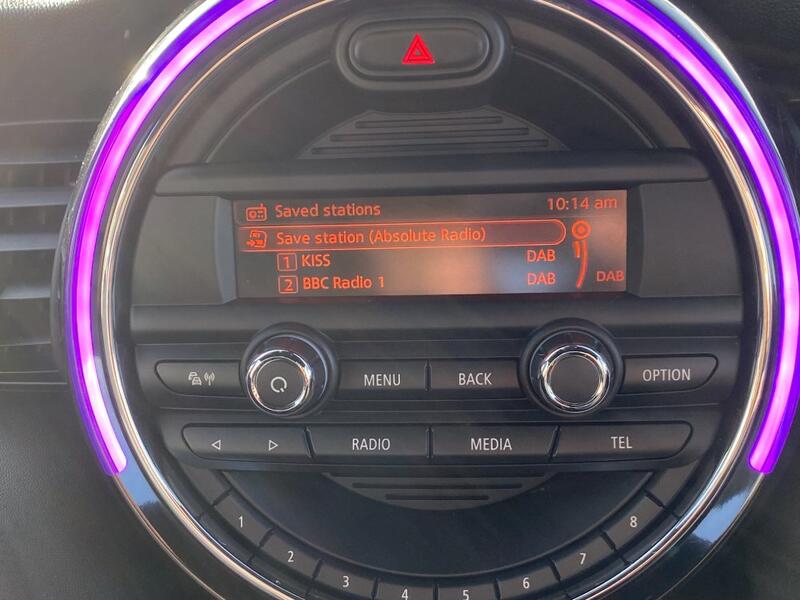 Saved stations 10:14 am
Save station (Absolute Radio)
1 KISS DAB
2 BBC Radio 1 DAB DAB
MENU BACK OPTION
RADIO MEDIA TEL
1 2 3 4 5 6 7 8